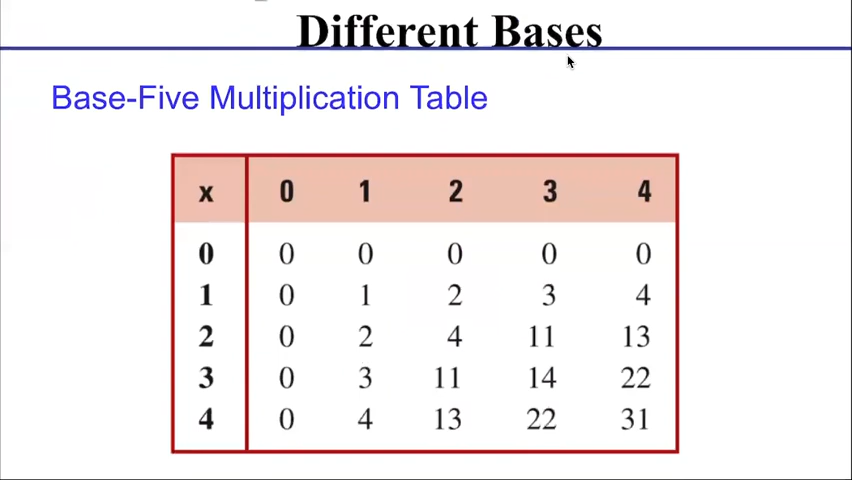 Different Bases
Base-Five Multiplication Table
x 0 1 2 3 4
0 0 0 0 0 0
1 0 1 2 3 4
2 0 2 4 11 13
3 0 3 11 14 22
4 0 4 13 22 31